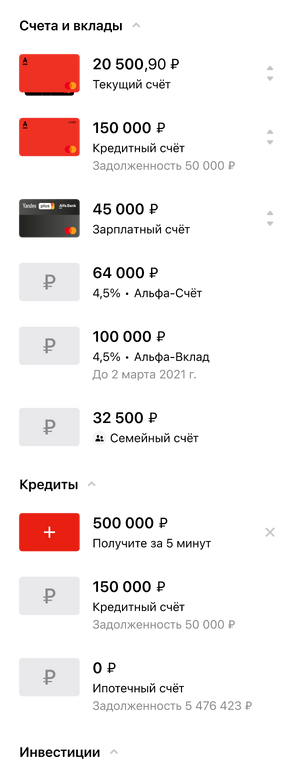 Счета и вклады
20 500,90 ₽
Текущий счёт
150 000 ₽
Кредитный счёт
Задолженность 50 000 ₽
Yandex plus Alfa Bank
45 000 ₽
Зарплатный счёт
₽
64 000 ₽
4,5% • Альфа-Счёт
₽
100 000 ₽
4,5% • Альфа-Вклад
До 2 марта 2021 г.
₽
32 500 ₽
Семейный счёт
Кредиты
500 000 ₽
Получите за 5 минут
₽
150 000 ₽
Кредитный счёт
Задолженность 50 000 ₽
₽
0 ₽
Ипотечный счёт
Задолженность 5 476 423 ₽
Инвестиции